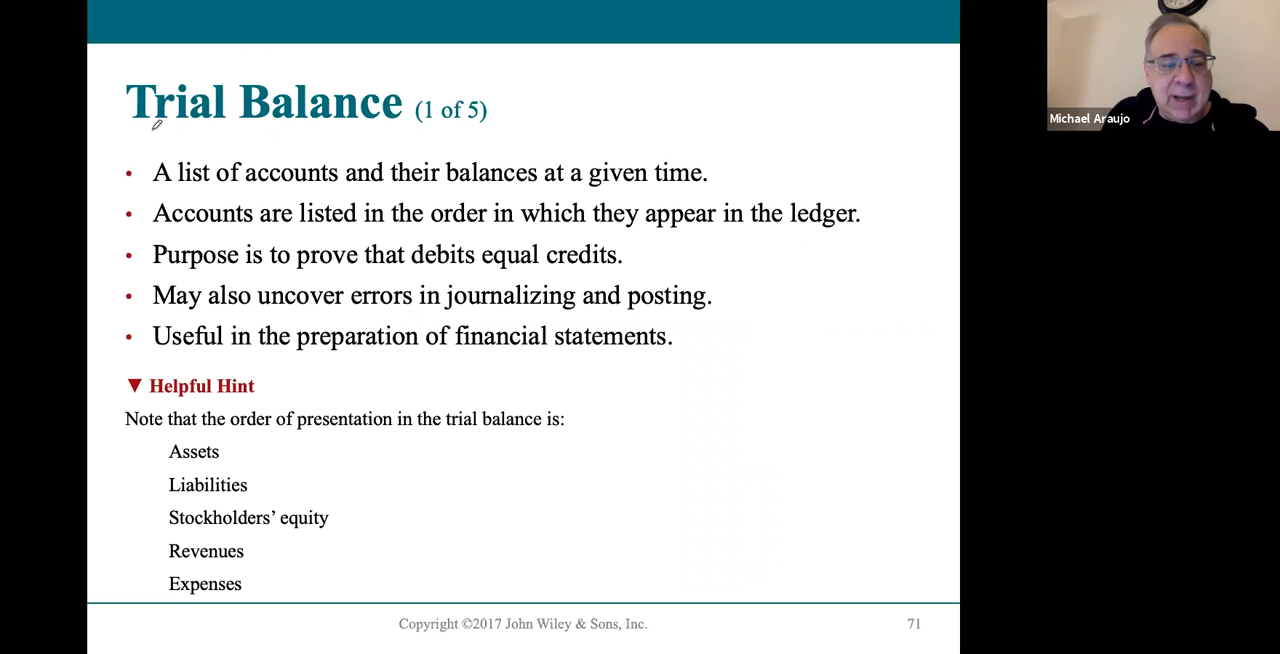 Trial Balance (1 of 5)
• A list of accounts and their balances at a given time.
• Accounts are listed in the order in which they appear in the ledger.
• Purpose is to prove that debits equal credits.
• May also uncover errors in journalizing and posting.
• Useful in the preparation of financial statements.
▼ Helpful Hint
Note that the order of presentation in the trial balance is:
Assets
Liabilities
Stockholders’ equity
Revenues
Expenses
Copyright ©2017 John Wiley & Sons, Inc.
71
Michael Araujo